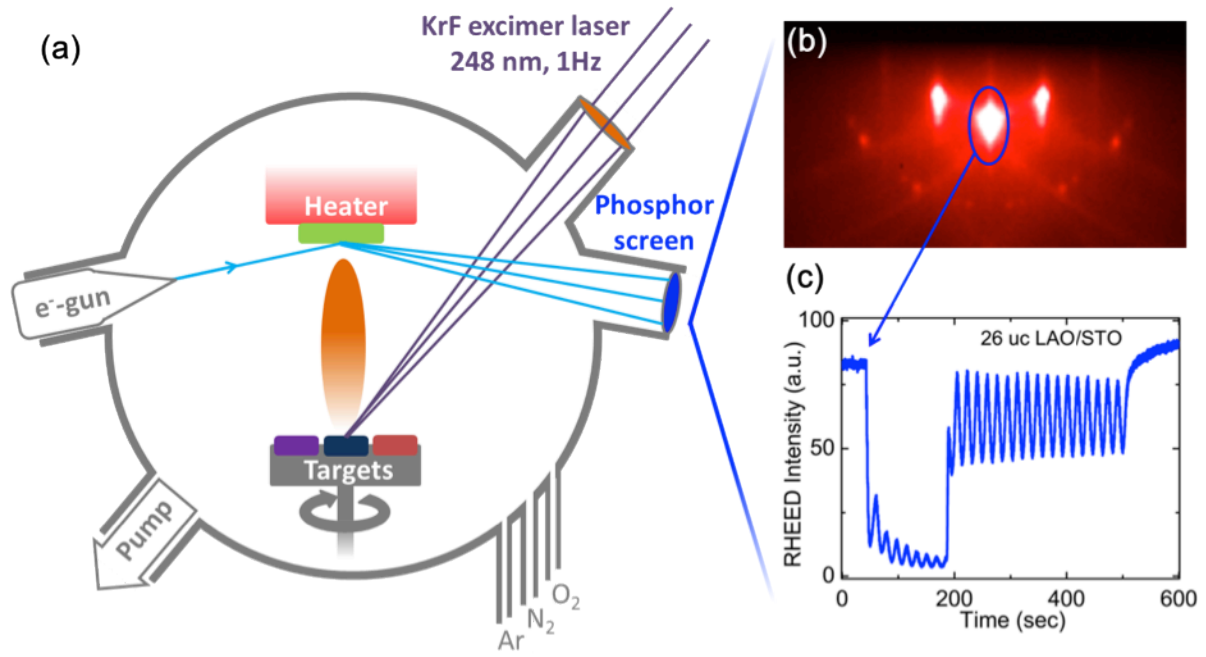 (a)
KrF excimer laser
248 nm, 1Hz
Heater
Phosphor
screen
e⁻-gun
Targets
Pump
Ar
N₂
O₂
(b)
(c)
26 uc LAO/STO
RHEED Intensity (a.u.)
100
50
0
0
200
400
600
Time (sec)